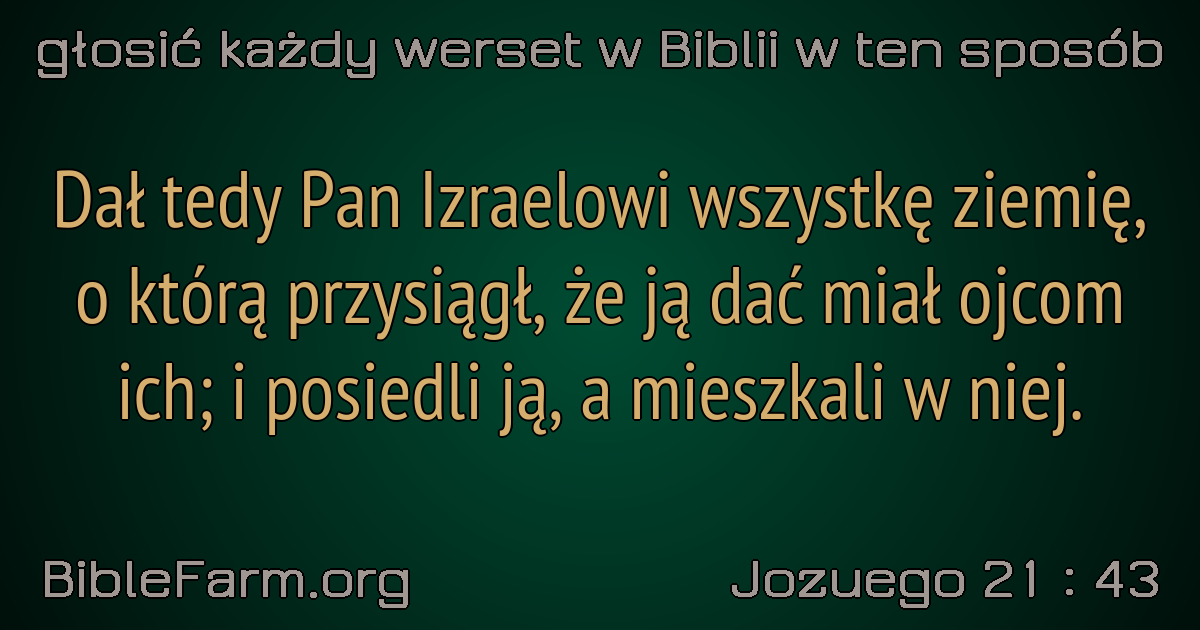 głosić każdy werset w Biblii w ten sposób
Dał tedy Pan Izraelowi wszystkę ziemię,
o którą przysiągł, że ją dać miał ojcom
ich; i posiedli ją, a mieszkali w niej.
BibleFarm.org
Jozuego 21 : 43